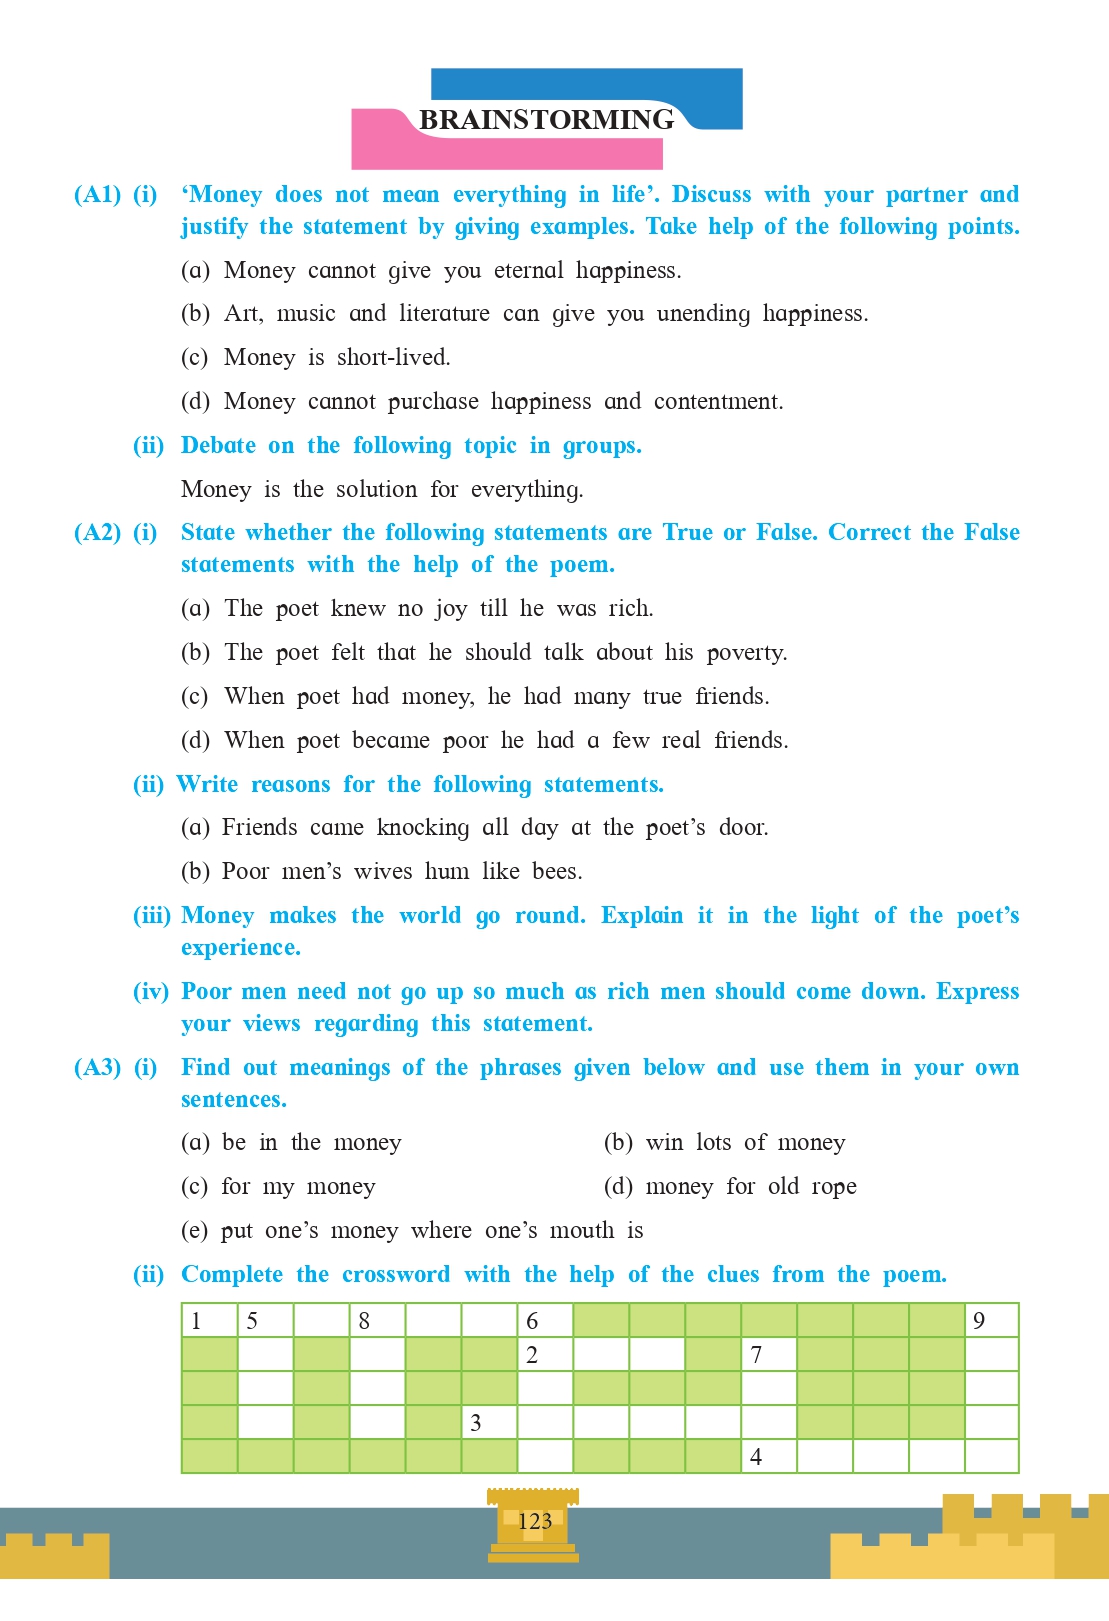 BRAINSTORMING
(A1) (i) ‘Money does not mean everything in life’. Discuss with your partner and
justify the statement by giving examples. Take help of the following points.
(a) Money cannot give you eternal happiness.
(b) Art, music and literature can give you unending happiness.
(c) Money is short-lived.
(d) Money cannot purchase happiness and contentment.
(ii) Debate on the following topic in groups.
Money is the solution for everything.
(A2) (i) State whether the following statements are True or False. Correct the False
statements with the help of the poem.
(a) The poet knew no joy till he was rich.
(b) The poet felt that he should talk about his poverty.
(c) When poet had money, he had many true friends.
(d) When poet became poor he had a few real friends.
(ii) Write reasons for the following statements.
(a) Friends came knocking all day at the poet’s door.
(b) Poor men’s wives hum like bees.
(iii) Money makes the world go round. Explain it in the light of the poet’s
experience.
(iv) Poor men need not go up so much as rich men should come down. Express
your views regarding this statement.
(A3) (i) Find out meanings of the phrases given below and use them in your own
sentences.
(a) be in the money (b) win lots of money
(c) for my money (d) money for old rope
(e) put one’s money where one’s mouth is
(ii) Complete the crossword with the help of the clues from the poem.
1 5 8 6 9
2 7
3
4
123